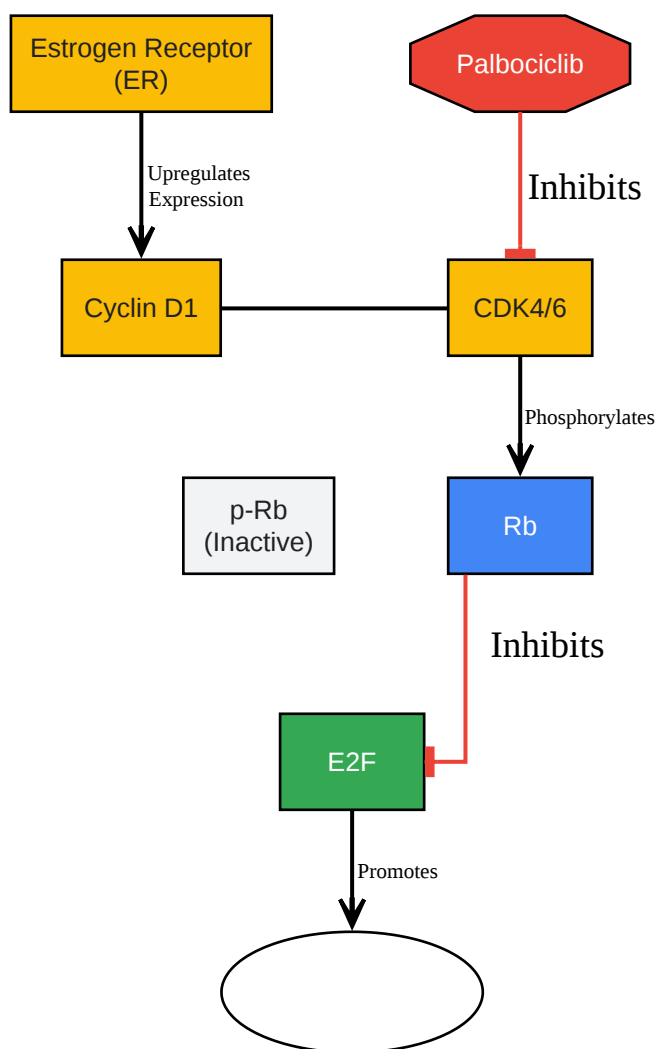 Estrogen Receptor
(ER)
Palbociclib
Upregulates
Expression
Inhibits
Cyclin D1
CDK4/6
Phosphorylates
p-Rb
(Inactive)
Rb
Inhibits
E2F
Promotes